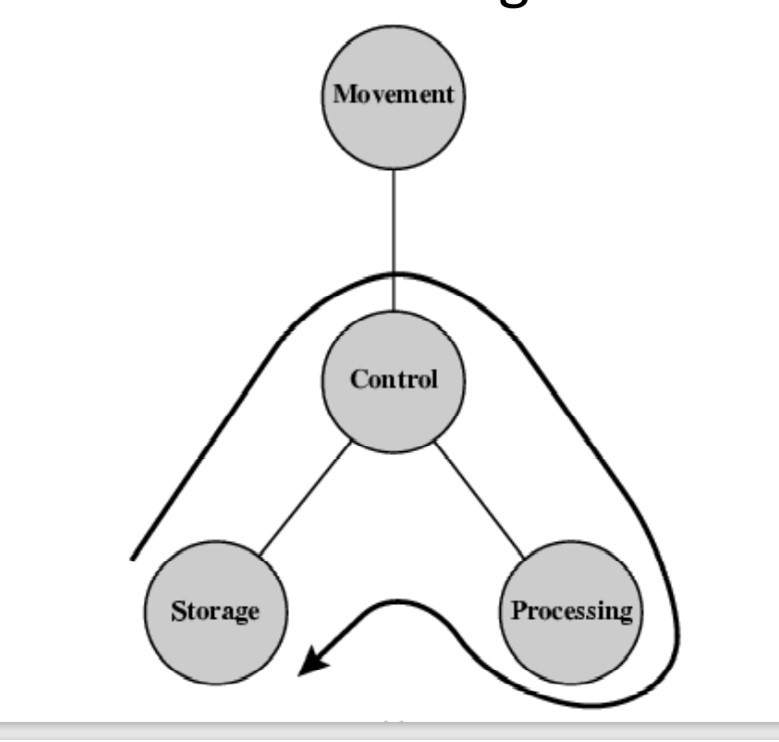 Movement
Control
Storage
Processing